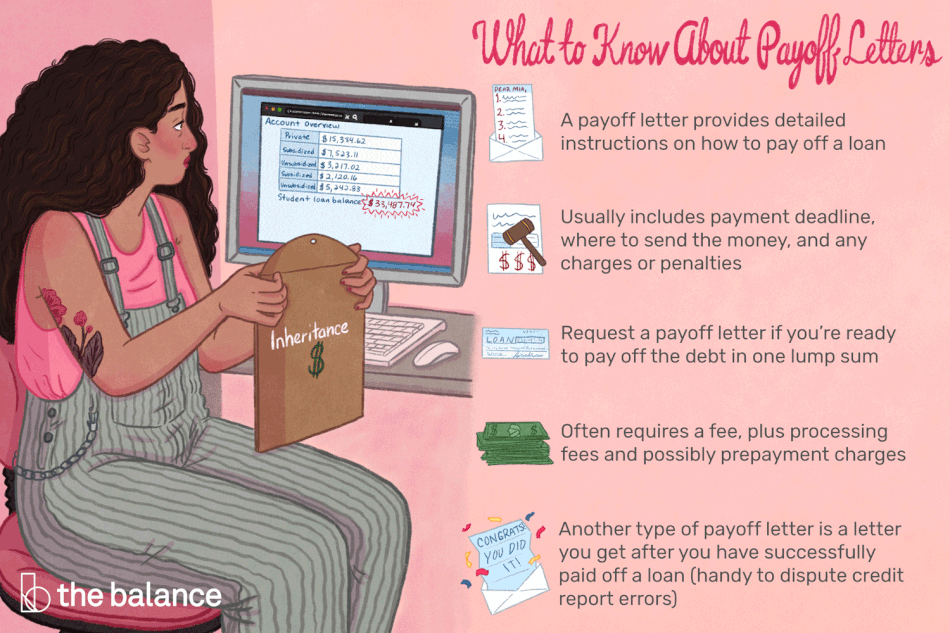 What to Know About Payoff Letters
DEAR MIA,
1.
2.
3.
4.
A payoff letter provides detailed
instructions on how to pay off a loan
$$$
Usually includes payment deadline,
where to send the money, and any
charges or penalties
LOAN
Request a payoff letter if you’re ready
to pay off the debt in one lump sum
Often requires a fee, plus processing
fees and possibly prepayment charges
CONGRATS!
YOU DID
IT!
Another type of payoff letter is a letter
you get after you have successfully
paid off a loan (handy to dispute credit
report errors)
Account Overview
Private $15,384.62
Subsidized $7,523.11
Unsubsidized $3,217.02
Subsidized $2,120.16
Unsubsidized $5,242.83
Student loan balance $33,487.74
Inheritance
$
the balance